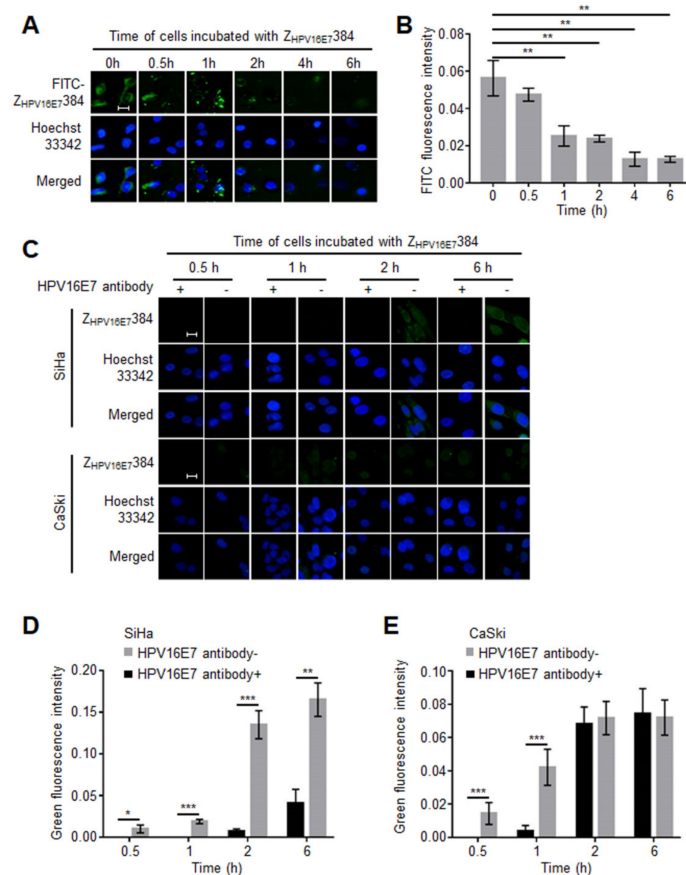 A
Time of cells incubated with ZHPV16E7384
0h 0.5h 1h 2h 4h 6h
FITC-
ZHPV16E7384
Hoechst
33342
Merged
B
FITC fluorescence intensity
0.08
0.06
0.04
0.02
0.00
**
**
**
**
0 0.5 1 2 4 6
Time (h)
C
Time of cells incubated with ZHPV16E7384
0.5 h 1 h 2 h 6 h
HPV16E7 antibody + - + - + - + -
SiHa
ZHPV16E7384
Hoechst
33342
Merged
CaSki
ZHPV16E7384
Hoechst
33342
Merged
D
SiHa
HPV16E7 antibody-
HPV16E7 antibody+
Green fluorescence intensity
0.20
0.15
0.10
0.05
0.00
* *** *** **
0.5 1 2 6
Time (h)
E
CaSki
HPV16E7 antibody-
HPV16E7 antibody+
Green fluorescence intensity
0.10
0.08
0.06
0.04
0.02
0.00
*** ***
0.5 1 2 6
Time (h)